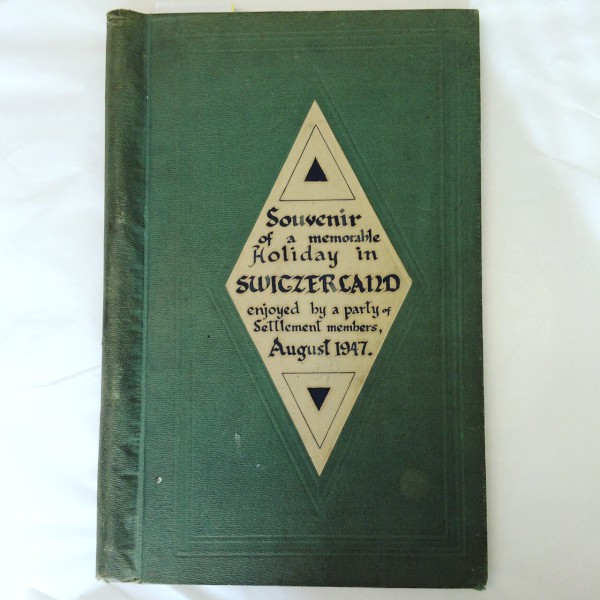 Souvenir
of a memorable
Holiday in
SWITZERLAND
enjoyed by a party of
Settlement members,
August 1947.